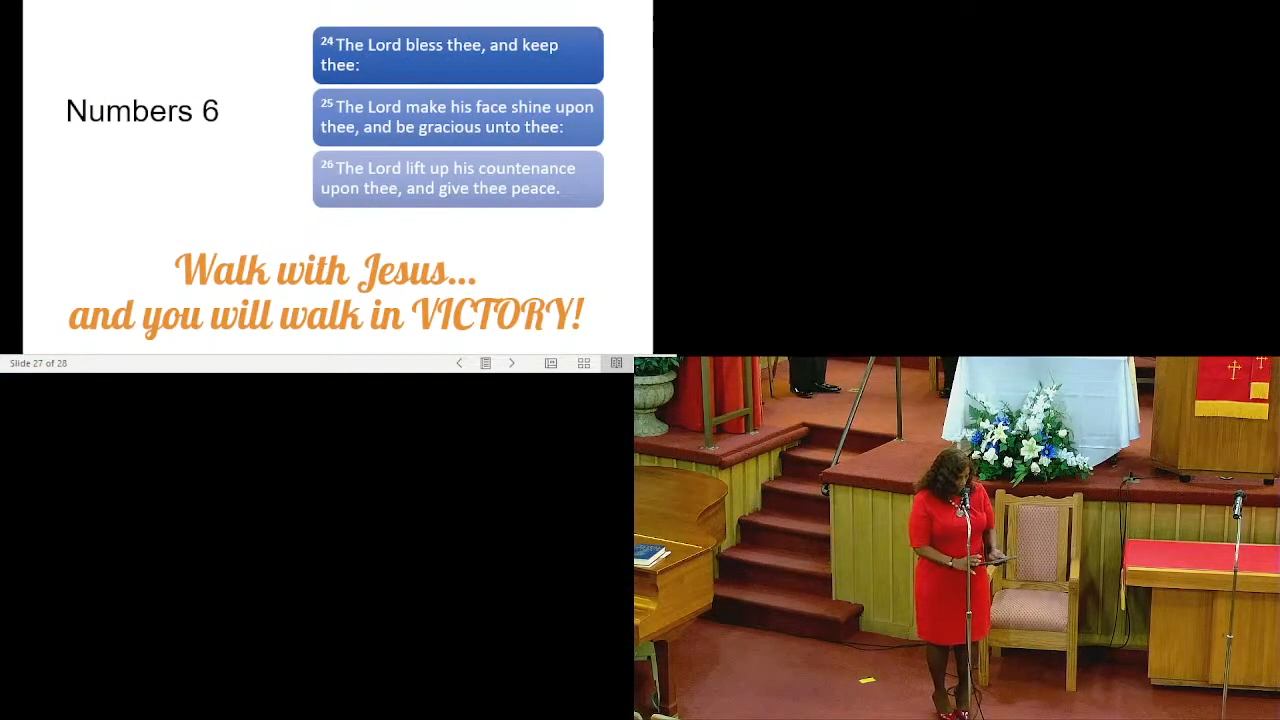 Numbers 6
24 The Lord bless thee, and keep
thee:
25 The Lord make his face shine upon
thee, and be gracious unto thee:
26 The Lord lift up his countenance
upon thee, and give thee peace.
Walk with Jesus...
and you will walk in VICTORY!
Slide 27 of 28